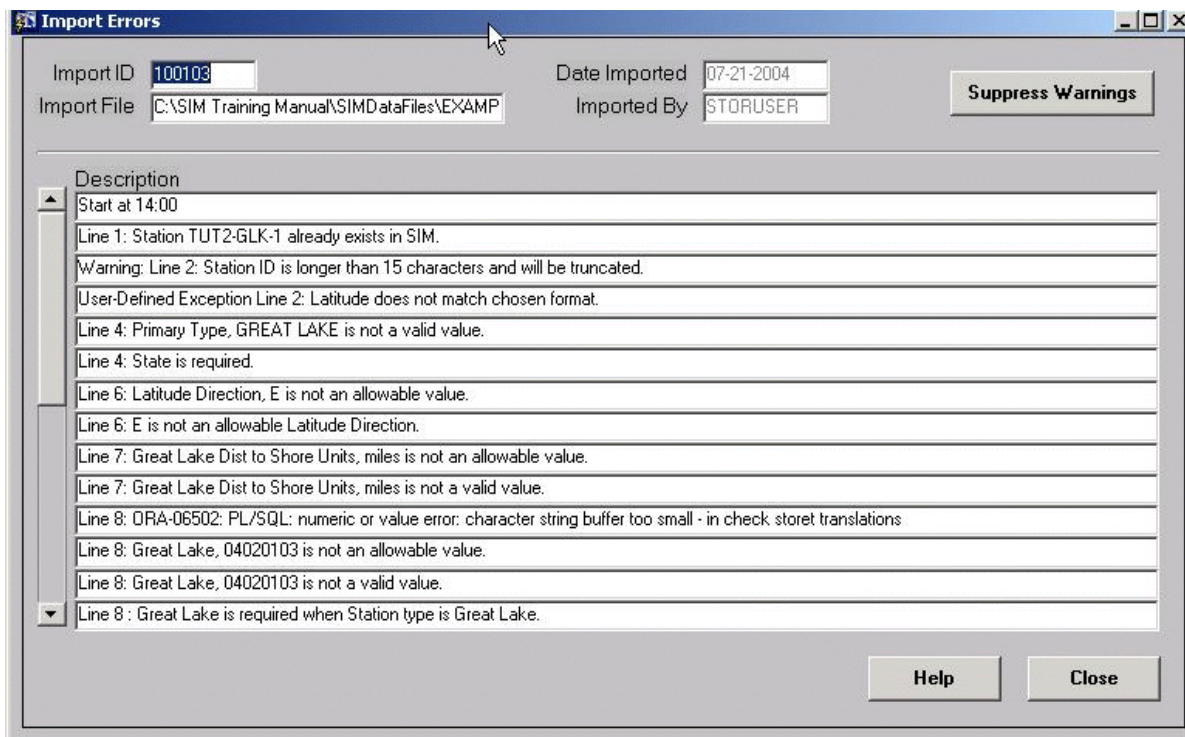 Import Errors
Import ID 100103 Date Imported 07-21-2004
Import File C:\SIM Training Manual\SIMDataFiles\EXAMP Imported By STORUSER
Suppress Warnings
Description
Start at 14:00
Line 1: Station TUT2-GLK-1 already exists in SIM.
Warning: Line 2: Station ID is longer than 15 characters and will be truncated.
User-Defined Exception Line 2: Latitude does not match chosen format.
Line 4: Primary Type, GREAT LAKE is not a valid value.
Line 4: State is required.
Line 6: Latitude Direction, E is not an allowable value.
Line 6: E is not an allowable Latitude Direction.
Line 7: Great Lake Dist to Shore Units, miles is not an allowable value.
Line 7: Great Lake Dist to Shore Units, miles is not a valid value.
Line 8: ORA-06502: PL/SQL: numeric or value error: character string buffer too small - in check storet translations
Line 8: Great Lake, 04020103 is not an allowable value.
Line 8: Great Lake, 04020103 is not a valid value.
Line 8 : Great Lake is required when Station type is Great Lake.
Help Close